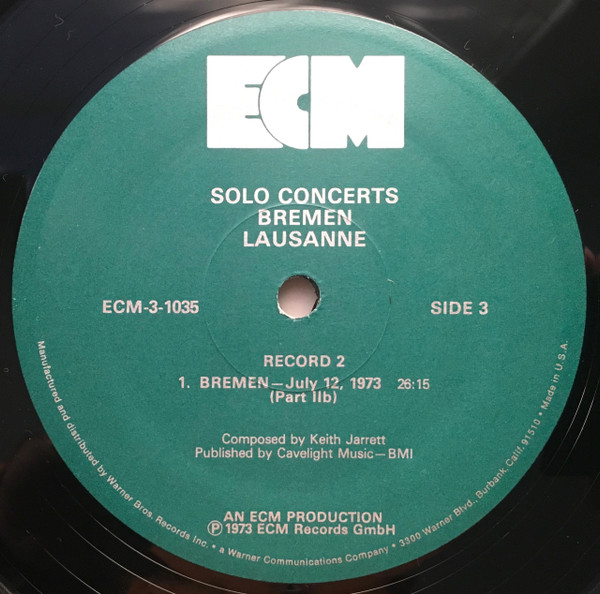 ECM
SOLO CONCERTS
BREMEN
LAUSANNE
ECM-3-1035
SIDE 3
RECORD 2
1. BREMEN—July 12, 1973 26:15
(Part IIb)
Composed by Keith Jarrett
Published by Cavelight Music—BMI
AN ECM PRODUCTION
Ⓟ 1973 ECM Records GmbH
Manufactured and distributed by Warner Bros. Records Inc. • a Warner Communications Company • 3300 Warner Blvd., Burbank, Calif. 91510 • Made in U.S.A.